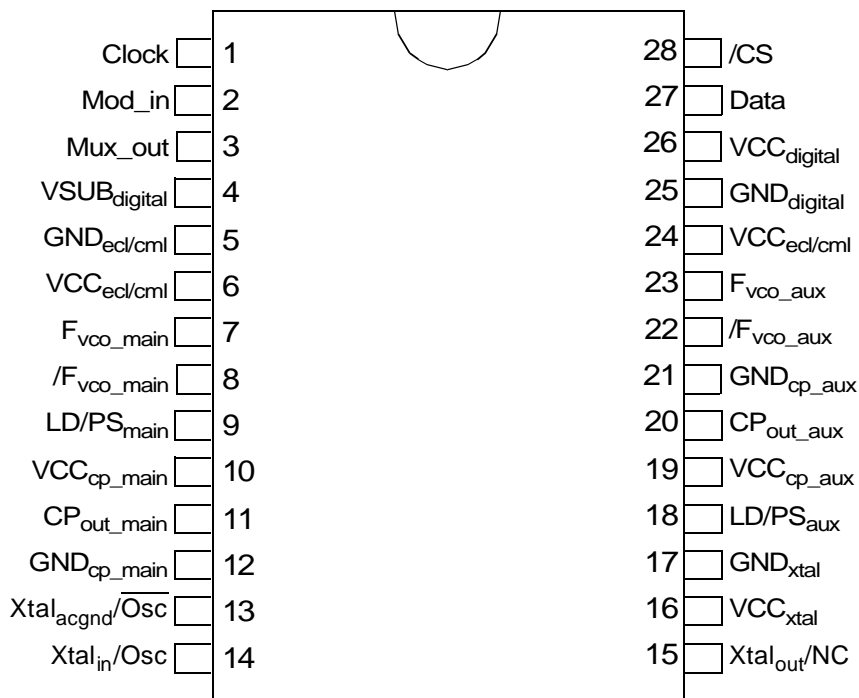 Clock 1 28 /CS
Mod_in 2 27 Data
Mux_out 3 26 VCCdigital
VSUBdigital 4 25 GNDdigital
GNDecl/cml 5 24 VCCecl/cml
VCCecl/cml 6 23 Fvco_aux
Fvco_main 7 22 /Fvco_aux
/Fvco_main 8 21 GNDcp_aux
LD/PSmain 9 20 CPout_aux
VCCcp_main 10 19 VCCcp_aux
CPout_main 11 18 LD/PSaux
GNDcp_main 12 17 GNDxtal
Xtalacgnd/Osc 13 16 VCCxtal
Xtalin/Osc 14 15 Xtalout/NC